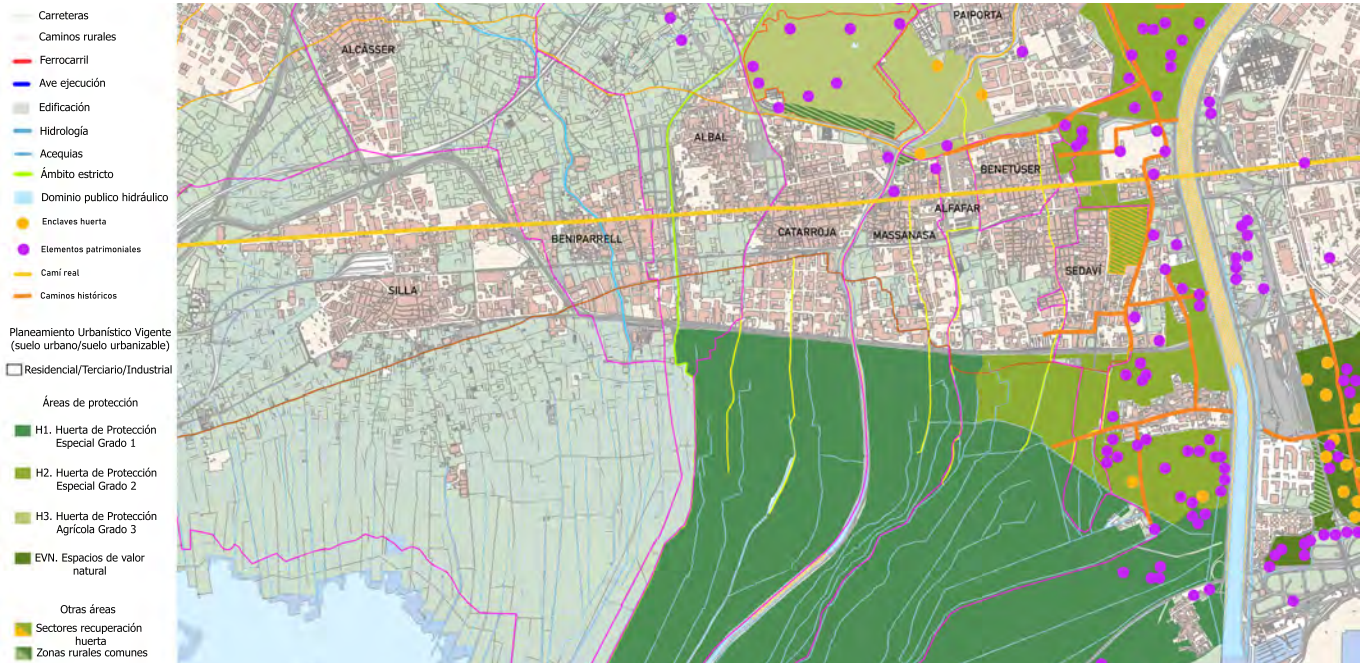 Carreteras
Caminos rurales
Ferrocarril
Ave ejecución
Edificación
Hidrología
Acequias
Ámbito estricto
Dominio publico hidráulico
Enclaves huerta
Elementos patrimoniales
Camí real
Caminos históricos
Planeamiento Urbanístico Vigente
(suelo urbano/suelo urbanizable)
Residencial/Terciario/Industrial
Áreas de protección
H1. Huerta de Protección
Especial Grado 1
H2. Huerta de Protección
Especial Grado 2
H3. Huerta de Protección
Agrícola Grado 3
EVN. Espacios de valor
natural
Otras áreas
Sectores recuperación
huerta
Zonas rurales comunes
PAIPORTA
ALCÀSSER
ALBAL
BENETÚSER
ALFAFAR
CATARROJA
MASSANASA
BENIPARRELL
SEDAVÍ
SILLA